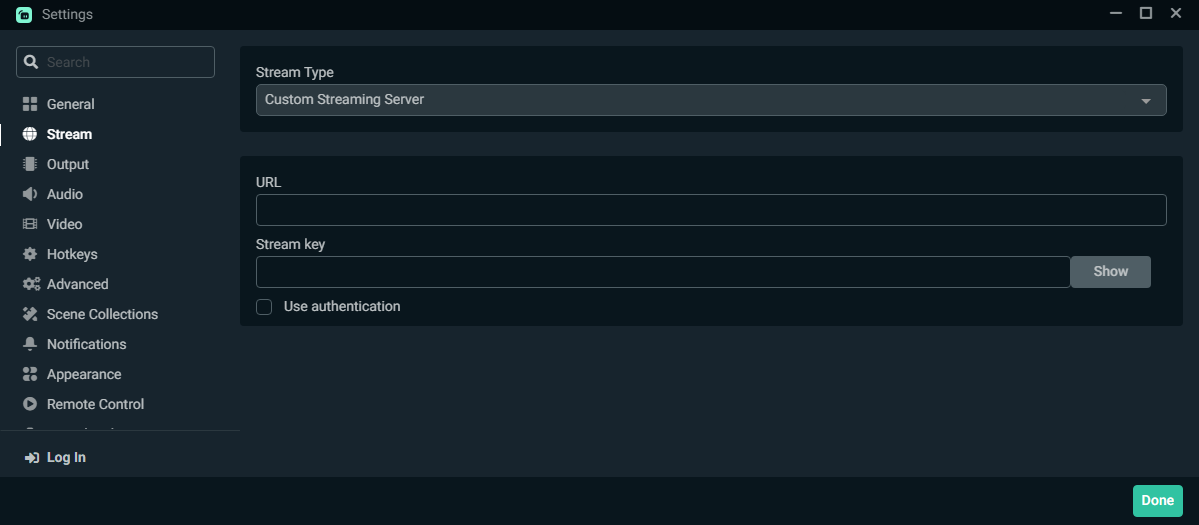 Settings
Search
General
Stream
Output
Audio
Video
Hotkeys
Advanced
Scene Collections
Notifications
Appearance
Remote Control
Log In
Stream Type
Custom Streaming Server
URL
Stream key
Show
Use authentication
Done